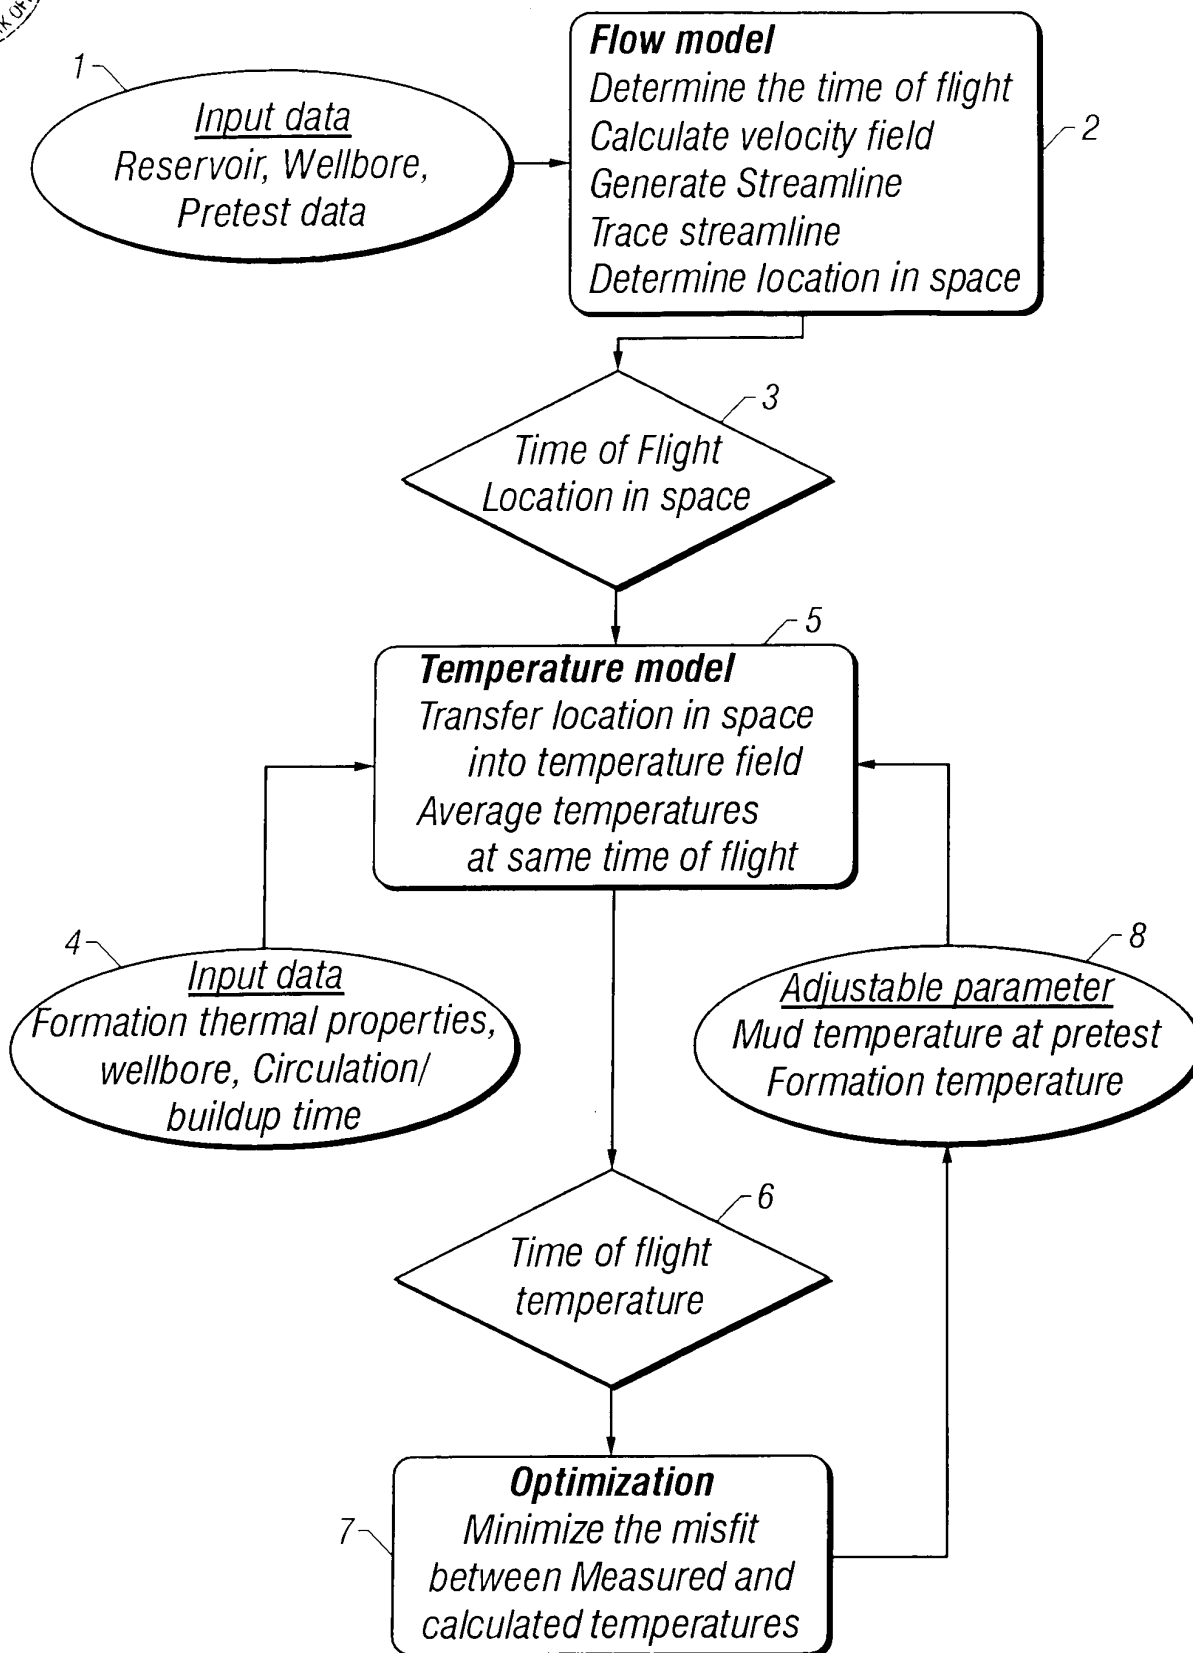 1
Input data
Reservoir, Wellbore,
Pretest data
Flow model
Determine the time of flight
Calculate velocity field
Generate Streamline
Trace streamline
Determine location in space
2
3
Time of Flight
Location in space
5
Temperature model
Transfer location in space
into temperature field
Average temperatures
at same time of flight
4
Input data
Formation thermal properties,
wellbore, Circulation/
buildup time
8
Adjustable parameter
Mud temperature at pretest
Formation temperature
6
Time of flight
temperature
7
Optimization
Minimize the misfit
between Measured and
calculated temperatures